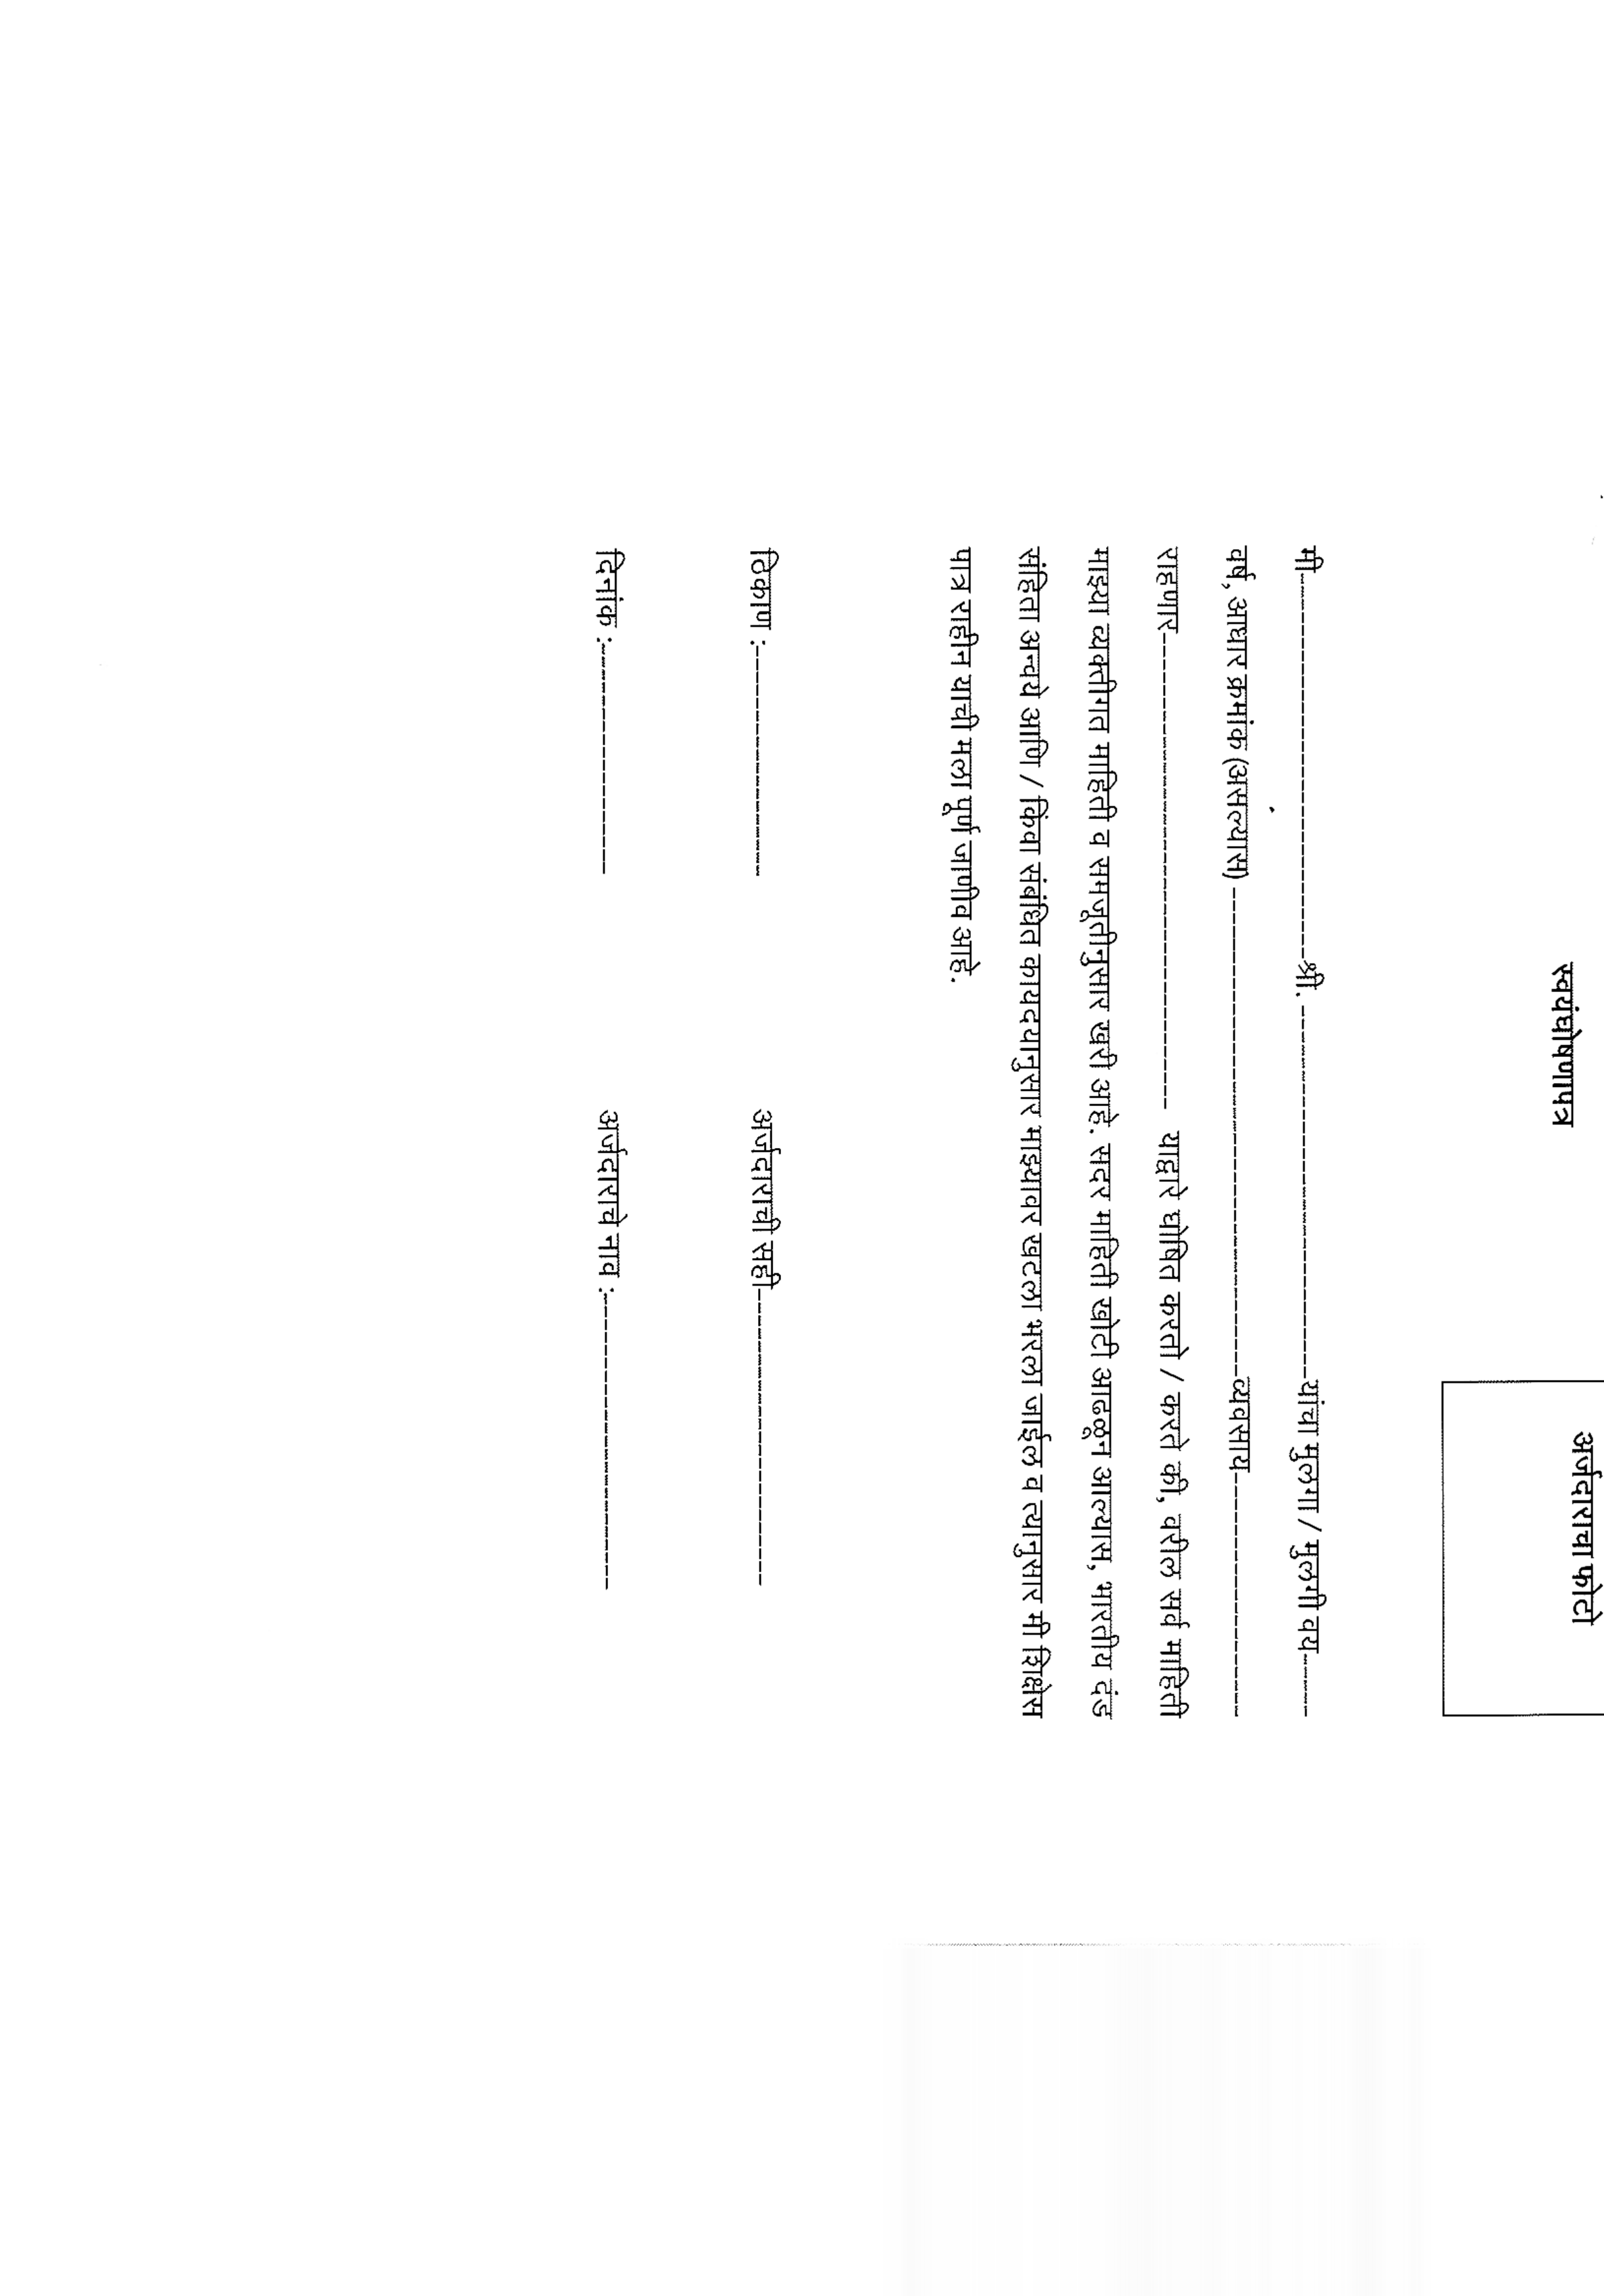 अर्जदाराचा फोटो
स्वयंघोषणापत्र
मी--------------------------------------श्री. --------------------------------------यांचा मुलगा / मुलगी वय-------
वर्ष, आधार क्रमांक (असल्यास) ------------------------------------------------व्यवसाय-------------------------
राहणार------------------------------------------------ याद्वारे घोषित करतो / करते की, वरील सर्व माहिती
माझ्या व्यक्तीगत माहिती व समजूतीनुसार खरी आहे. सदर माहिती खोटी आढळून आल्यास, भारतीय दंड
संहिता अन्वये आणि / किंवा संबंधित कायदयानुसार माझ्यावर खटला भरला जाईल व त्यानुसार मी शिक्षेस
पात्र राहीन याची मला पूर्ण जाणीव आहे.
ठिकाण :----------------------- अर्जदाराची सही-----------------------------
दिनांक :----------------------- अर्जदाराचे नाव :-----------------------------